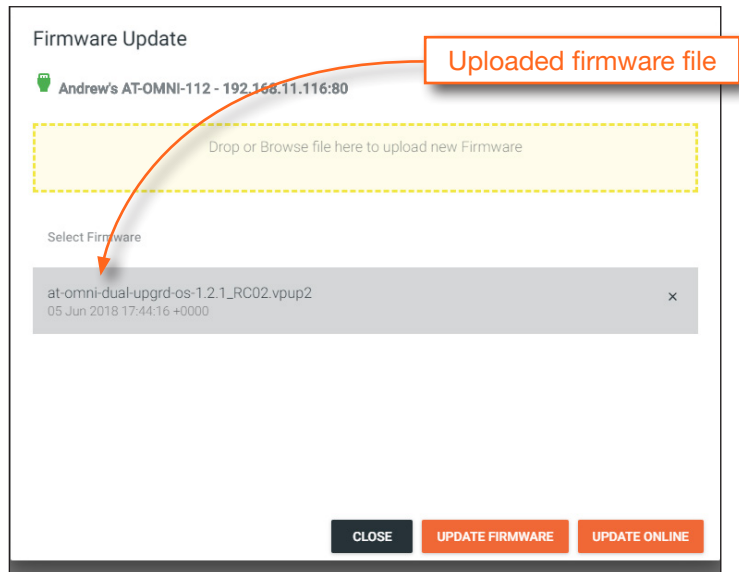 Firmware Update
Uploaded firmware file
Andrew's AT-OMNI-112 - 192.168.11.116:80
Drop or Browse file here to upload new Firmware
Select Firmware
at-omni-dual-upgrd-os-1.2.1_RC02.vpup2
×
05 Jun 2018 17:44:16 +0000
CLOSE UPDATE FIRMWARE UPDATE ONLINE